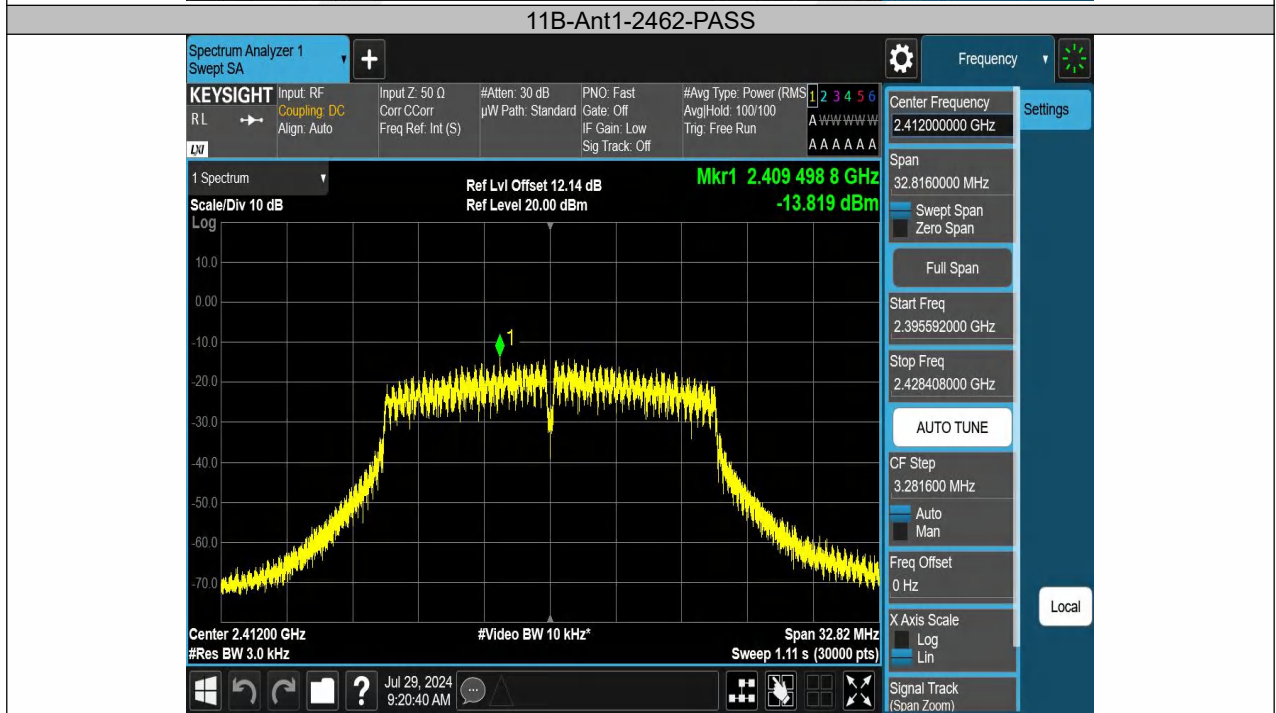 11B-Ant1-2462-PASS
Spectrum Analyzer 1
Swept SA
+
Frequency
KEYSIGHT
RL
LXI
Input: RF
Coupling: DC
Align: Auto
Input Z: 50 Ω
Corr CCorr
Freq Ref: Int (S)
#Atten: 30 dB
µW Path: Standard
PNO: Fast
Gate: Off
IF Gain: Low
Sig Track: Off
#Avg Type: Power (RMS
Avg|Hold: 100/100
Trig: Free Run
1 2 3 4 5 6
A W W W W W
A A A A A A
Center Frequency
2.412000000 GHz
Settings
Span
32.8160000 MHz
Swept Span
Zero Span
Full Span
Start Freq
2.395592000 GHz
Stop Freq
2.428408000 GHz
AUTO TUNE
CF Step
3.281600 MHz
Auto
Man
Freq Offset
0 Hz
X Axis Scale
Log
Lin
Signal Track
(Span Zoom)
Local
1 Spectrum
Scale/Div 10 dB
Log
Ref Lvl Offset 12.14 dB
Ref Level 20.00 dBm
Mkr1 2.409 498 8 GHz
-13.819 dBm
10.0
0.00
-10.0
-20.0
-30.0
-40.0
-50.0
-60.0
-70.0
1
Center 2.41200 GHz
#Res BW 3.0 kHz
#Video BW 10 kHz*
Span 32.82 MHz
Sweep 1.11 s (30000 pts)
?
Jul 29, 2024
9:20:40 AM